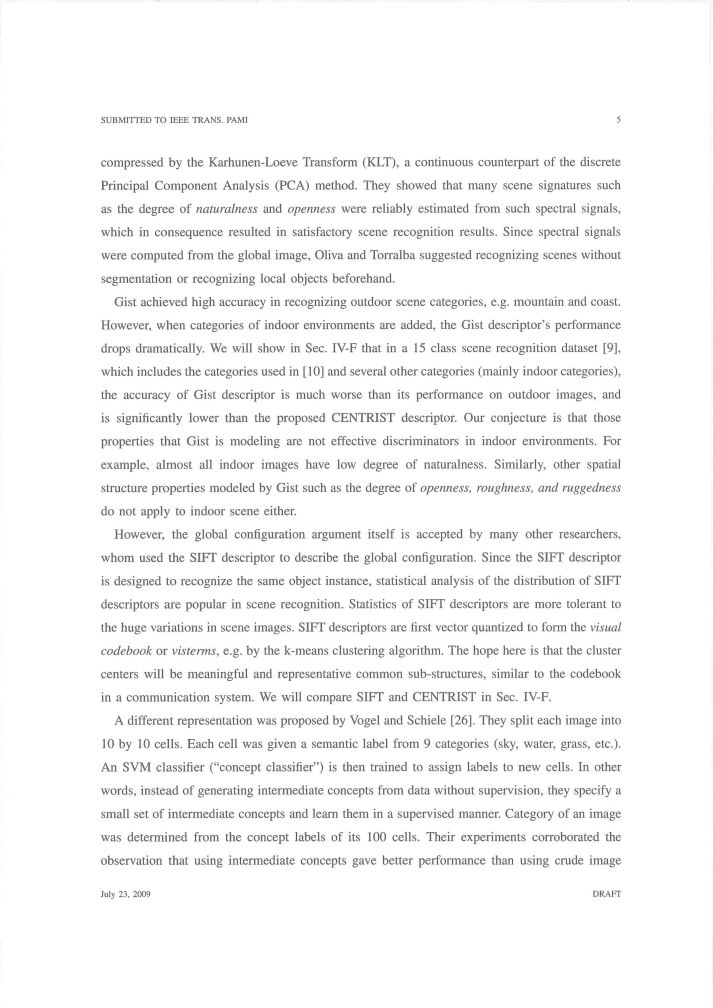 SUBMITTED TO IEEE TRANS. PAMI 5
compressed by the Karhunen-Loeve Transform (KLT), a continuous counterpart of the discrete
Principal Component Analysis (PCA) method. They showed that many scene signatures such
as the degree of naturalness and openness were reliably estimated from such spectral signals,
which in consequence resulted in satisfactory scene recognition results. Since spectral signals
were computed from the global image, Oliva and Torralba suggested recognizing scenes without
segmentation or recognizing local objects beforehand.
Gist achieved high accuracy in recognizing outdoor scene categories, e.g. mountain and coast.
However, when categories of indoor environments are added, the Gist descriptor's performance
drops dramatically. We will show in Sec. IV-F that in a 15 class scene recognition dataset [9],
which includes the categories used in [10] and several other categories (mainly indoor categories),
the accuracy of Gist descriptor is much worse than its performance on outdoor images, and
is significantly lower than the proposed CENTRIST descriptor. Our conjecture is that those
properties that Gist is modeling are not effective discriminators in indoor environments. For
example, almost all indoor images have low degree of naturalness. Similarly, other spatial
structure properties modeled by Gist such as the degree of openness, roughness, and ruggedness
do not apply to indoor scene either.
However, the global configuration argument itself is accepted by many other researchers,
whom used the SIFT descriptor to describe the global configuration. Since the SIFT descriptor
is designed to recognize the same object instance, statistical analysis of the distribution of SIFT
descriptors are popular in scene recognition. Statistics of SIFT descriptors are more tolerant to
the huge variations in scene images. SIFT descriptors are first vector quantized to form the visual
codebook or visterms, e.g. by the k-means clustering algorithm. The hope here is that the cluster
centers will be meaningful and representative common sub-structures, similar to the codebook
in a communication system. We will compare SIFT and CENTRIST in Sec. IV-F.
A different representation was proposed by Vogel and Schiele [26]. They split each image into
10 by 10 cells. Each cell was given a semantic label from 9 categories (sky, water, grass, etc.).
An SVM classifier (“concept classifier”) is then trained to assign labels to new cells. In other
words, instead of generating intermediate concepts from data without supervision, they specify a
small set of intermediate concepts and learn them in a supervised manner. Category of an image
was determined from the concept labels of its 100 cells. Their experiments corroborated the
observation that using intermediate concepts gave better performance than using crude image
July 23, 2009 DRAFT